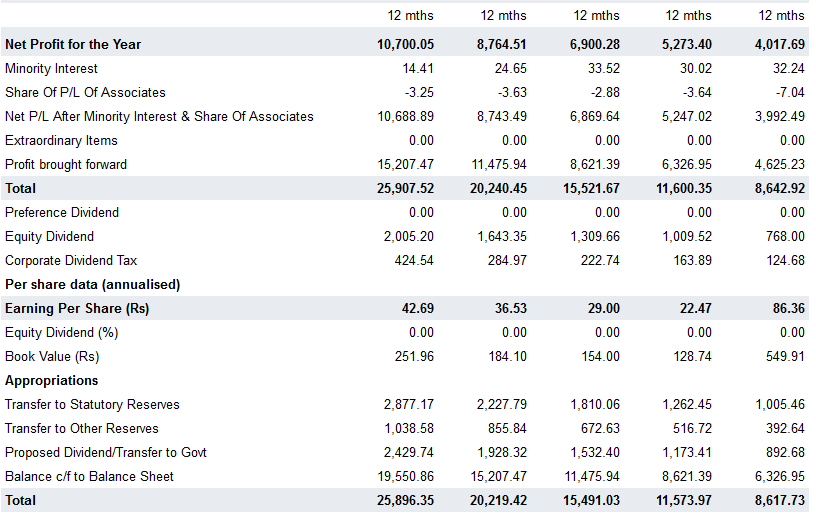 12 mths 12 mths 12 mths 12 mths 12 mths
Net Profit for the Year 10,700.05 8,764.51 6,900.28 5,273.40 4,017.69
Minority Interest 14.41 24.65 33.52 30.02 32.24
Share Of P/L Of Associates -3.25 -3.63 -2.88 -3.64 -7.04
Net P/L After Minority Interest & Share Of Associates 10,688.89 8,743.49 6,869.64 5,247.02 3,992.49
Extraordinary Items 0.00 0.00 0.00 0.00 0.00
Profit brought forward 15,207.47 11,475.94 8,621.39 6,326.95 4,625.23
Total 25,907.52 20,240.45 15,521.67 11,600.35 8,642.92
Preference Dividend 0.00 0.00 0.00 0.00 0.00
Equity Dividend 2,005.20 1,643.35 1,309.66 1,009.52 768.00
Corporate Dividend Tax 424.54 284.97 222.74 163.89 124.68
Per share data (annualised)
Earning Per Share (Rs) 42.69 36.53 29.00 22.47 86.36
Equity Dividend (%) 0.00 0.00 0.00 0.00 0.00
Book Value (Rs) 251.96 184.10 154.00 128.74 549.91
Appropriations
Transfer to Statutory Reserves 2,877.17 2,227.79 1,810.06 1,262.45 1,005.46
Transfer to Other Reserves 1,038.58 855.84 672.63 516.72 392.64
Proposed Dividend/Transfer to Govt 2,429.74 1,928.32 1,532.40 1,173.41 892.68
Balance c/f to Balance Sheet 19,550.86 15,207.47 11,475.94 8,621.39 6,326.95
Total 25,896.35 20,219.42 15,491.03 11,573.97 8,617.73